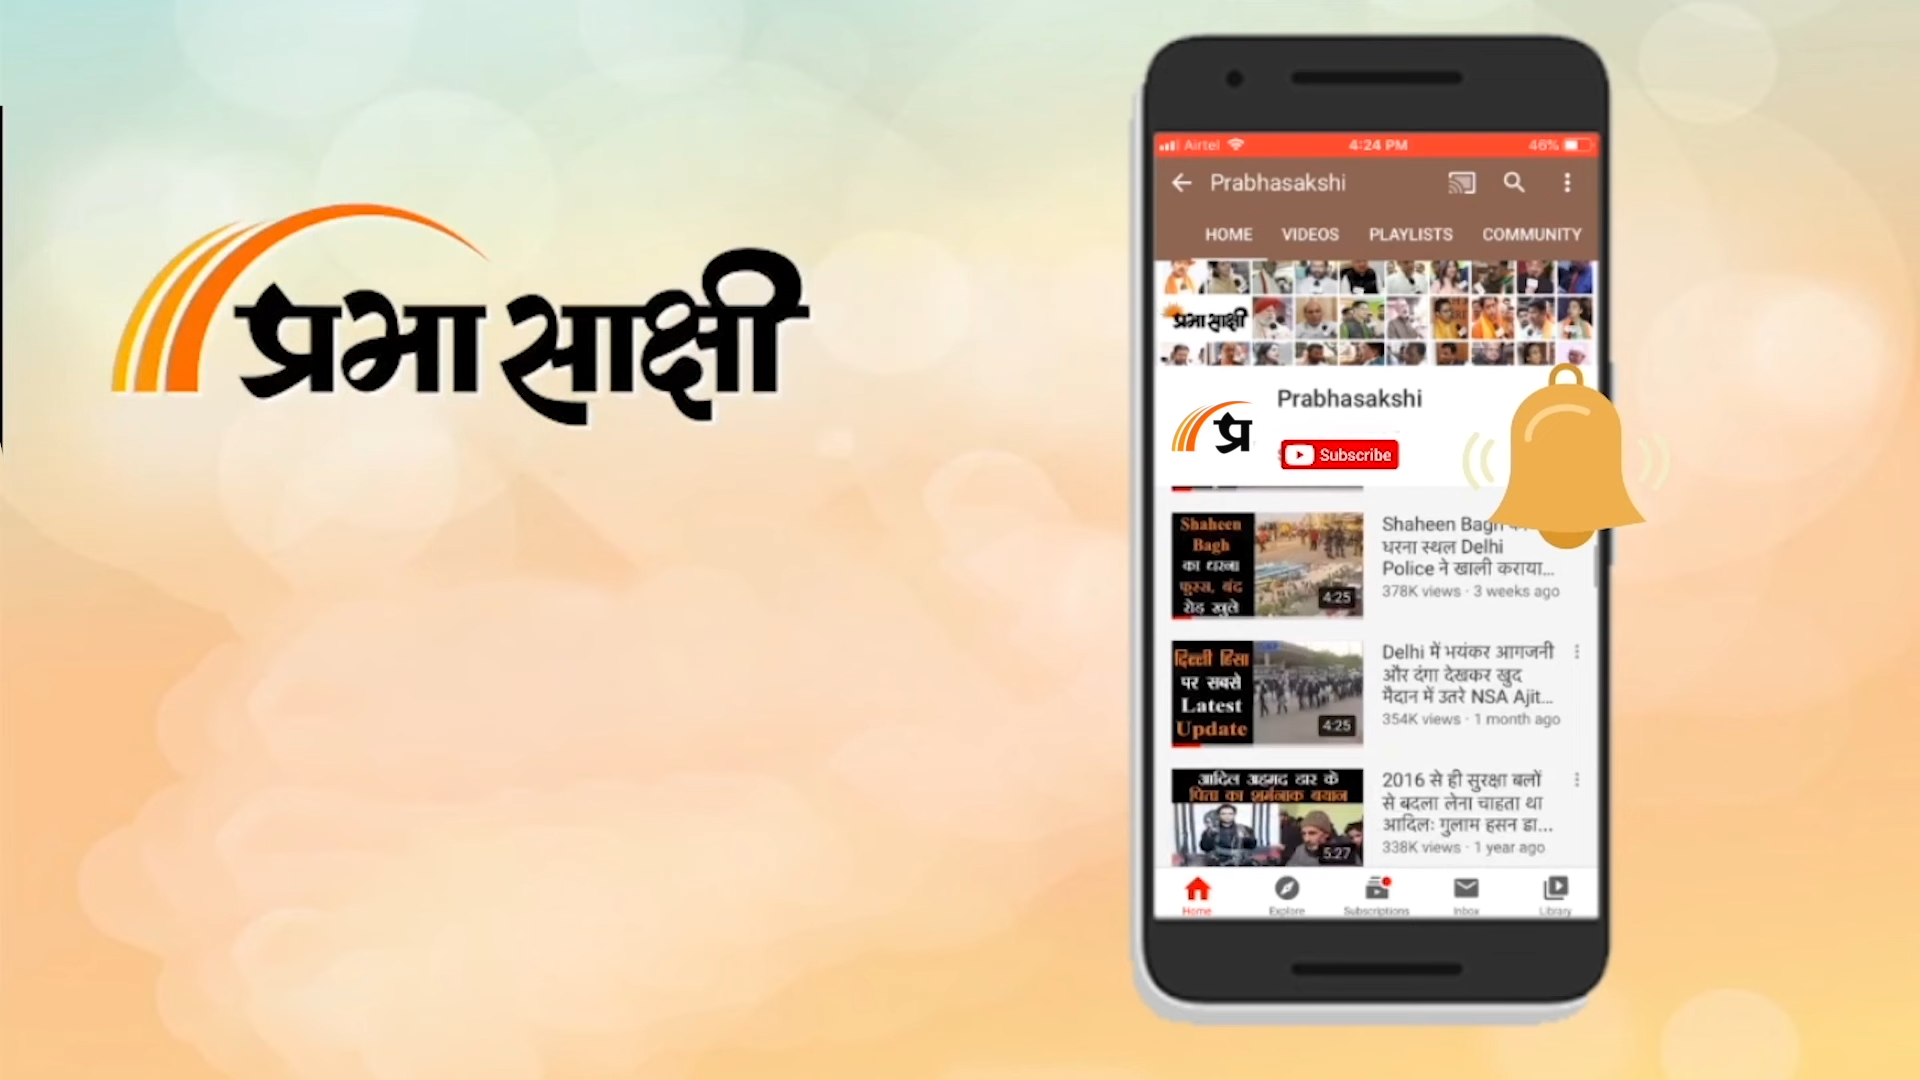 प्रभा साक्षी
Airtel 4:24 PM 46%
Prabhasakshi
HOME VIDEOS PLAYLISTS COMMUNITY
प्रभा साक्षी
प्र
Prabhasakshi
Subscribe
Shaheen
Bagh
का धरना
फुस्स, बंद
रोड़ खुले
4:25
Shaheen Bagh
धरना स्थल Delhi
Police ने खाली कराया...
378K views · 3 weeks ago
दिल्ली हिंसा
पर सबसे
Latest
Update
4:25
Delhi में भयंकर आगजनी
और दंगा देखकर खुद
मैदान में उतरे NSA Ajit...
354K views · 1 month ago
आदिल अहमद डार के
पिता का शर्मनाक बयान
5:27
2016 से ही सुरक्षा बलों
से बदला लेना चाहता था
आदिलः गुलाम हसन डा...
338K views · 1 year ago
Home Explore Subscriptions Inbox Library